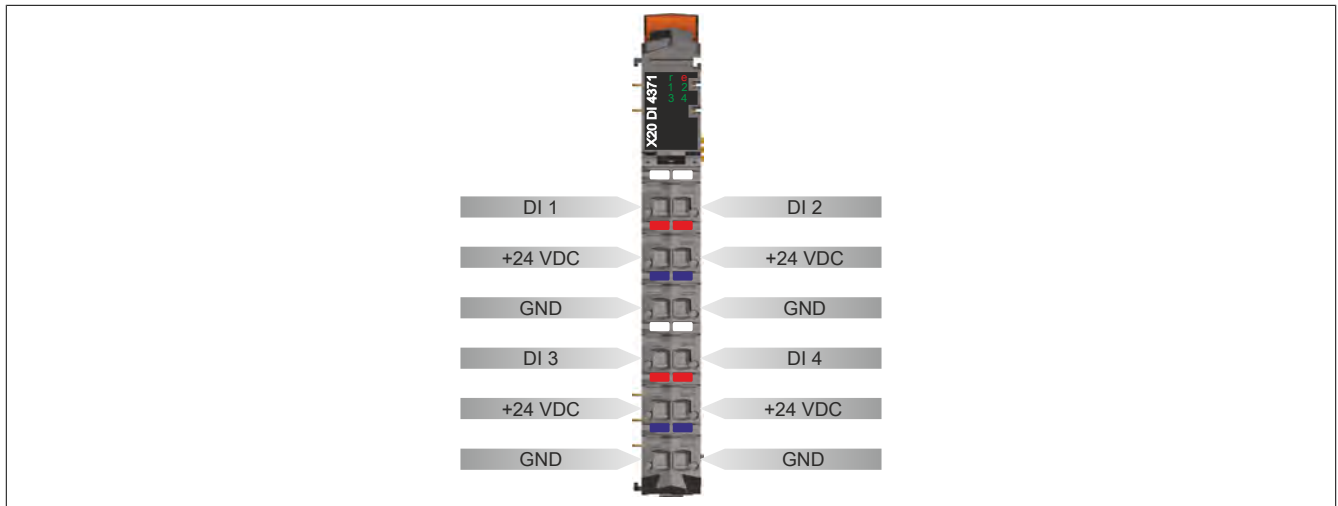 X20 DI 4371
r e
1 2
3 4
DI 1 DI 2
+24 VDC +24 VDC
GND GND
DI 3 DI 4
+24 VDC +24 VDC
GND GND